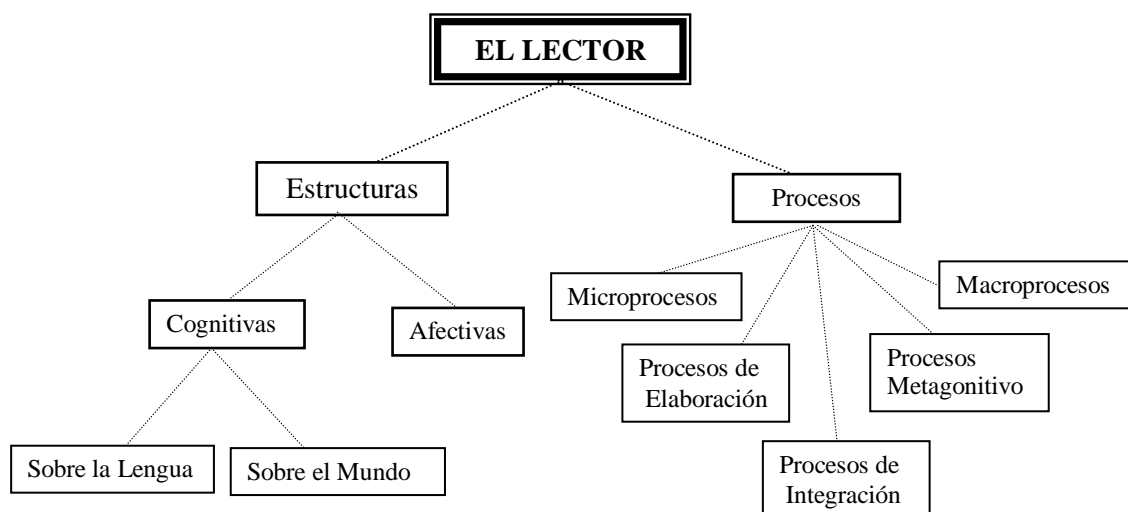 EL LECTOR
Estructuras
Procesos
Microprocesos
Macroprocesos
Cognitivas
Afectivas
Procesos de
Elaboración
Procesos
Metagonitivo
Sobre la Lengua
Sobre el Mundo
Procesos de
Integración